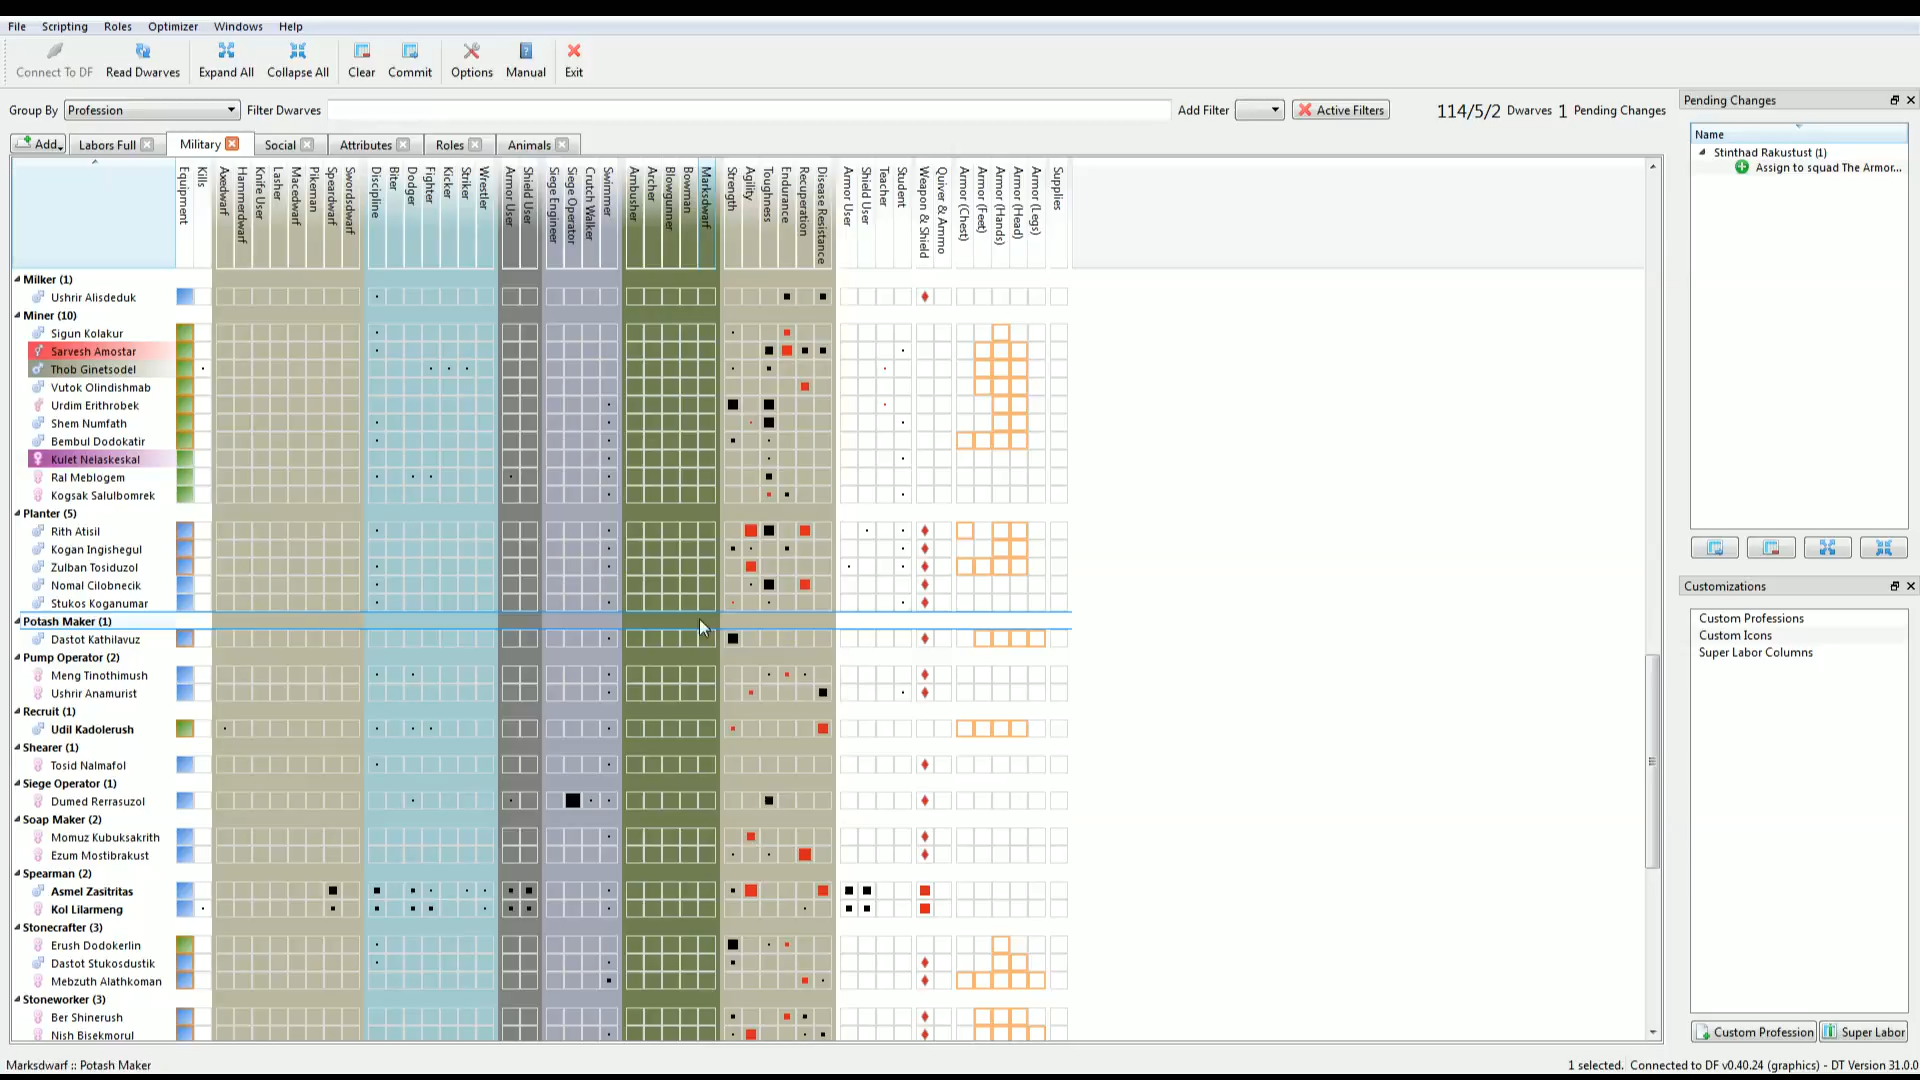 File Scripting Roles Optimizer Windows Help
Connect To DF Read Dwarves Expand All Collapse All Clear Commit Options Manual Exit
Group By Profession Filter Dwarves Add Filter Active Filters 114/5/2 Dwarves 1 Pending Changes
Add Labors Full Military Social Attributes Roles Animals
Equipment
Kills
Axedwarf
Hammerdwarf
Knife User
Lasher
Macedwarf
Pikeman
Speardwarf
Swordsdwarf
Discipline
Biter
Dodger
Fighter
Kicker
Striker
Wrestler
Armor User
Shield User
Siege Engineer
Siege Operator
Crutch Walker
Swimmer
Ambusher
Archer
Blowgunner
Bowman
Marksdwarf
Strength
Agility
Toughness
Endurance
Recuperation
Disease Resistance
Armor User
Shield User
Teacher
Student
Weapon & Shield
Quiver & Ammo
Armor (Chest)
Armor (Feet)
Armor (Hands)
Armor (Head)
Armor (Legs)
Supplies
Milker (1)
Ushrir Alisdeduk
Miner (10)
Sigun Kolakur
Sarvesh Amostar
Thob Ginetsodel
Vutok Olindishmab
Urdim Erithrobek
Shem Numfath
Bembul Dodokatir
Kulet Nelaskeskal
Ral Meblogem
Kogsak Salulbomrek
Planter (5)
Rith Atisil
Kogan Ingishegul
Zulban Tosiduzol
Nomal Cilobnecik
Stukos Koganumar
Potash Maker (1)
Dastot Kathilavuz
Pump Operator (2)
Meng Tinothimush
Ushrir Anamurist
Recruit (1)
Udil Kadolerush
Shearer (1)
Tosid Nalmafol
Siege Operator (1)
Dumed Rerrasuzol
Soap Maker (2)
Momuz Kubuksakrith
Ezum Mostibrakust
Spearman (2)
Asmel Zasitritas
Kol Lilarmeng
Stonecrafter (3)
Erush Dodokerlin
Dastot Stukosdustik
Mebzuth Alathkoman
Stoneworker (3)
Ber Shinerush
Nish Bisekmorul
Pending Changes
Name
Stinthad Rakustust (1)
Assign to squad The Armor...
Customizations
Custom Professions
Custom Icons
Super Labor Columns
Custom Profession Super Labor
Marksdwarf :: Potash Maker
1 selected. Connected to DF v0.40.24 (graphics) - DT Version 31.0.0